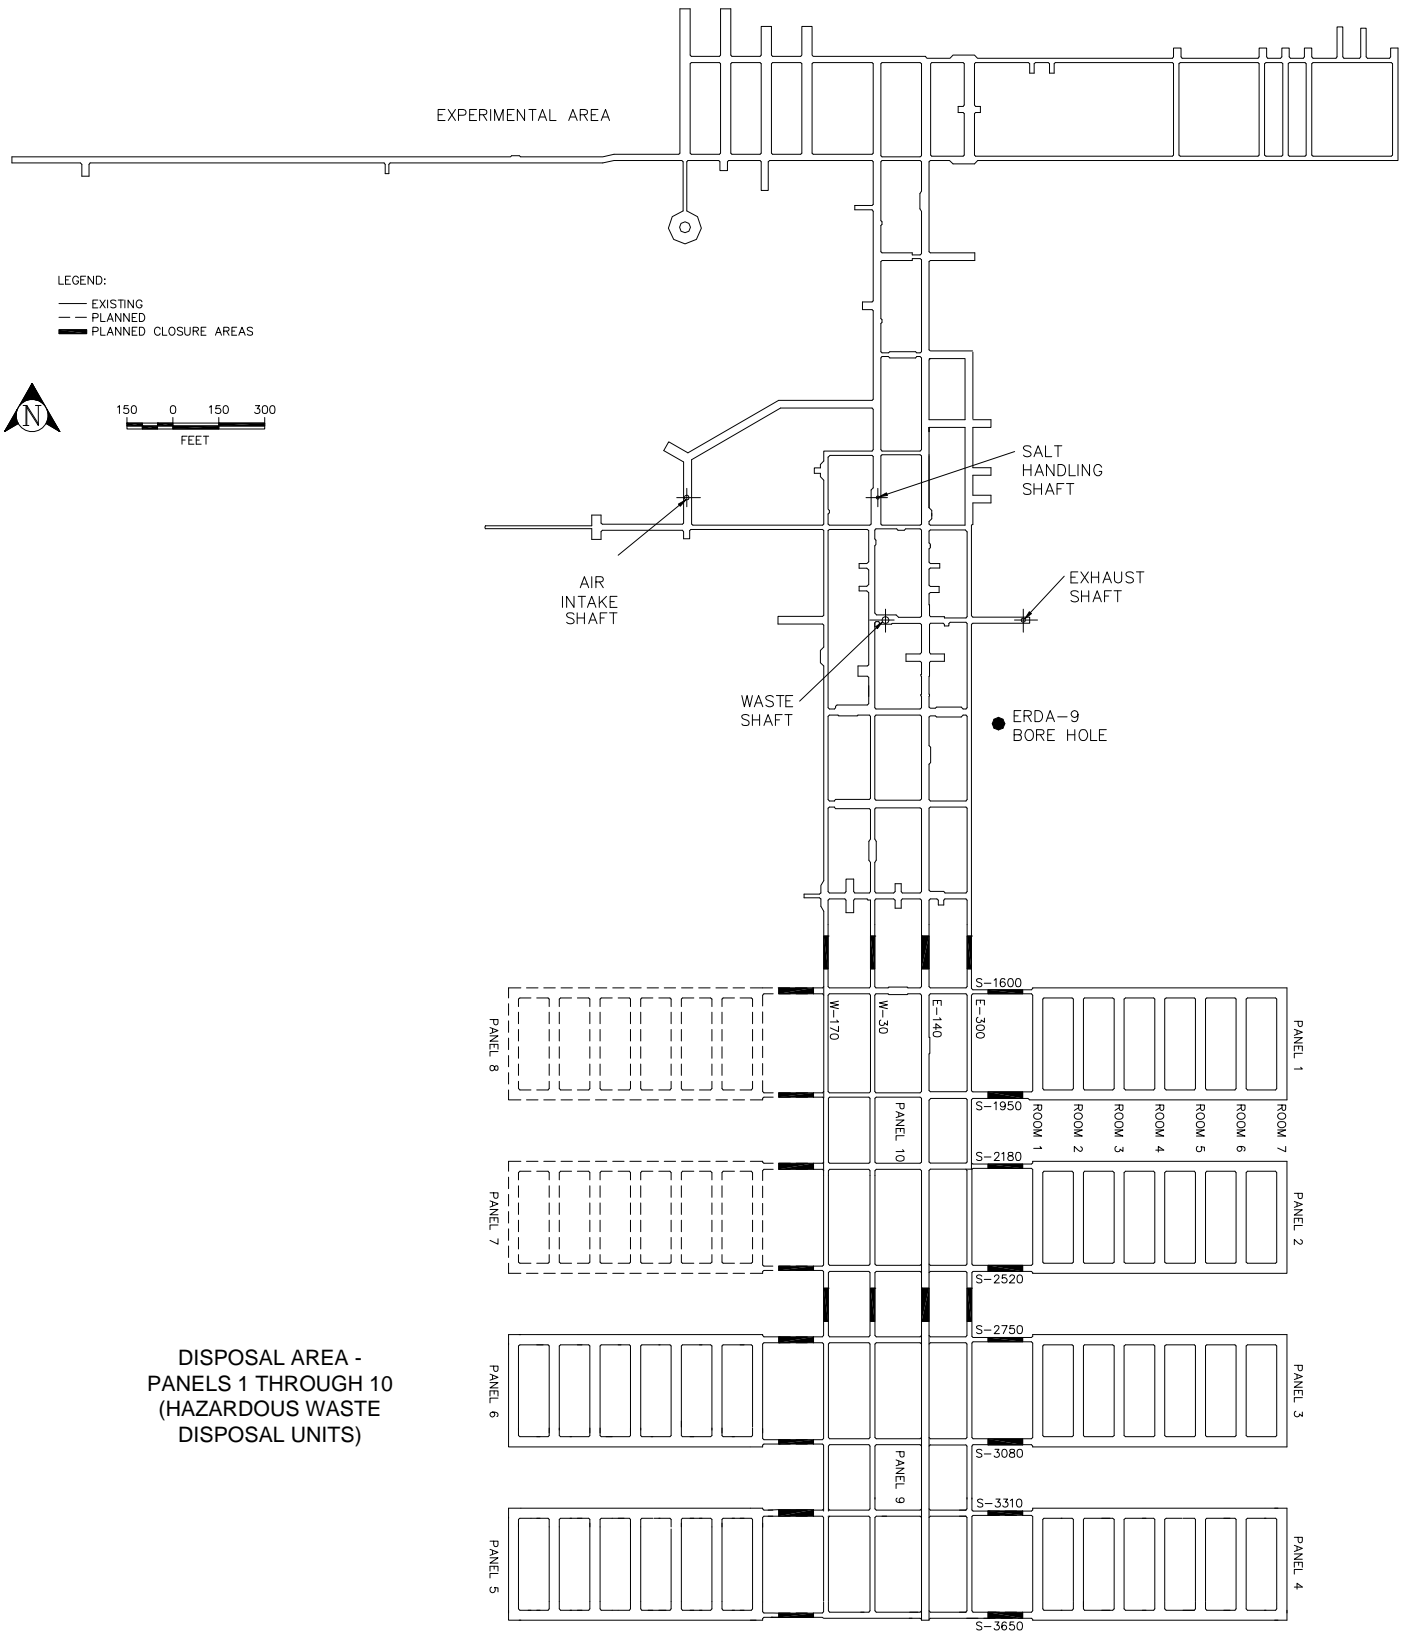 EXPERIMENTAL AREA
LEGEND:
EXISTING
PLANNED
PLANNED CLOSURE AREAS
N
150 0 150 300
FEET
SALT
HANDLING
SHAFT
AIR
INTAKE
SHAFT
EXHAUST
SHAFT
WASTE
SHAFT
ERDA-9
BORE HOLE
S-1600
W-170
W-30
E-140
E-300
PANEL 8
PANEL 1
S-1950
PANEL 10
ROOM 1
ROOM 2
ROOM 3
ROOM 4
ROOM 5
ROOM 6
ROOM 7
S-2180
PANEL 7
PANEL 2
S-2520
S-2750
DISPOSAL AREA -
PANELS 1 THROUGH 10
(HAZARDOUS WASTE
DISPOSAL UNITS)
PANEL 6
PANEL 3
S-3080
PANEL 9
S-3310
PANEL 5
PANEL 4
S-3650